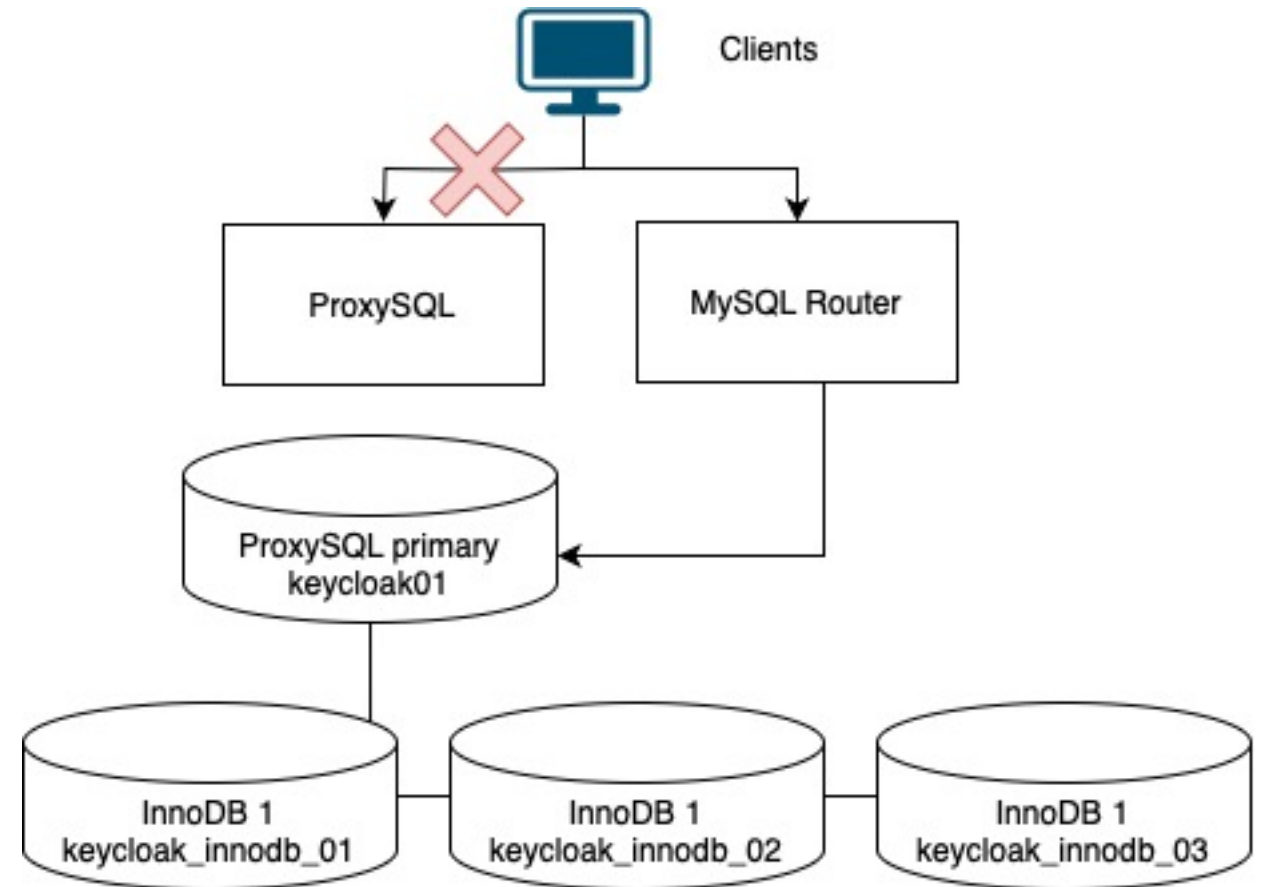 Clients
ProxySQL
MySQL Router
ProxySQL primary
keycloak01
InnoDB 1
keycloak_innodb_01
InnoDB 1
keycloak_innodb_02
InnoDB 1
keycloak_innodb_03